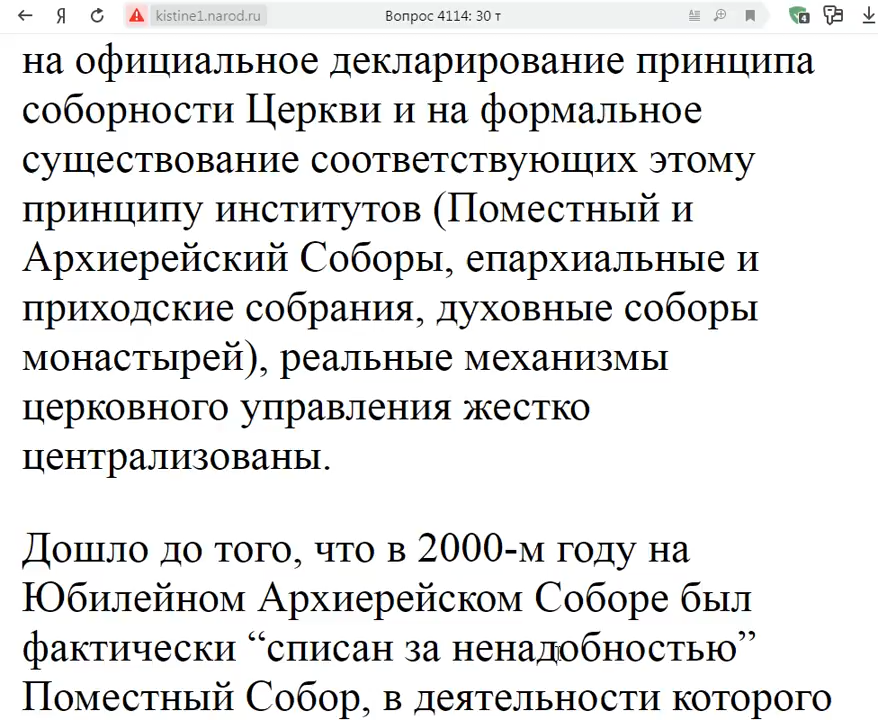 kistine1.narod.ru
Вопрос 4114: 30 т
4
на официальное декларирование принципа
соборности Церкви и на формальное
существование соответствующих этому
принципу институтов (Поместный и
Архиерейский Соборы, епархиальные и
приходские собрания, духовные соборы
монастырей), реальные механизмы
церковного управления жестко
централизованы.
Дошло до того, что в 2000-м году на
Юбилейном Архиерейском Соборе был
фактически “списан за ненадобностью”
Поместный Собор, в деятельности которого